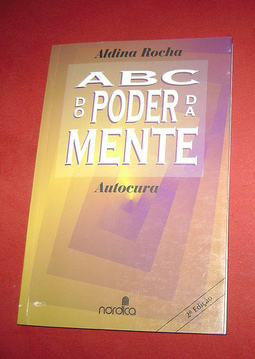 Aldina Rocha
ABC
DO PODER DA
MENTE
Autocura
2ª Edição
nordica